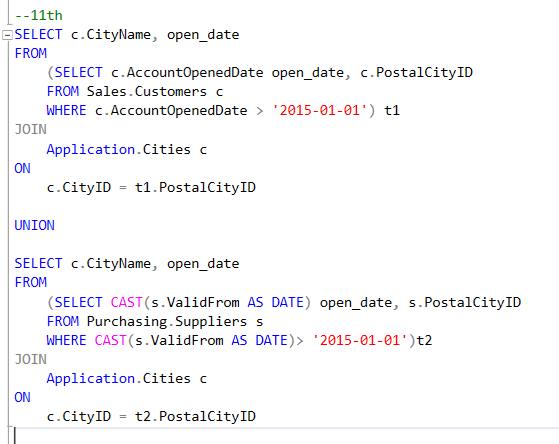 --11th
SELECT c.CityName, open_date
FROM
    (SELECT c.AccountOpenedDate open_date, c.PostalCityID
    FROM Sales.Customers c
    WHERE c.AccountOpenedDate > '2015-01-01') t1
JOIN
    Application.Cities c
ON
    c.CityID = t1.PostalCityID

UNION

SELECT c.CityName, open_date
FROM
    (SELECT CAST(s.ValidFrom AS DATE) open_date, s.PostalCityID
    FROM Purchasing.Suppliers s
    WHERE CAST(s.ValidFrom AS DATE)> '2015-01-01')t2
JOIN
    Application.Cities c
ON
    c.CityID = t2.PostalCityID